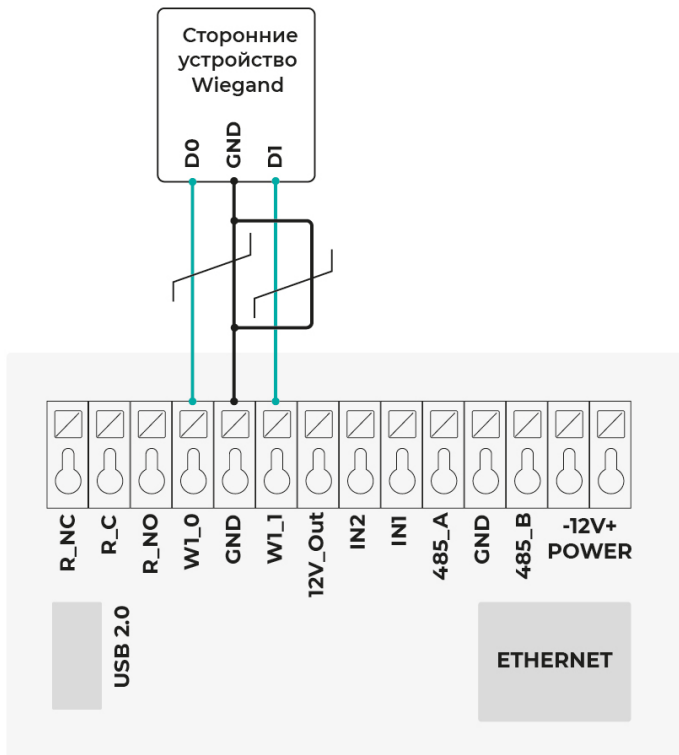 Сторонние
устройство
Wiegand
D0
GND
D1
R_NC
R_C
R_NO
W1_0
GND
W1_1
12V_Out
IN2
IN1
485_A
GND
485_B
-12V+
POWER
USB 2.0
ETHERNET